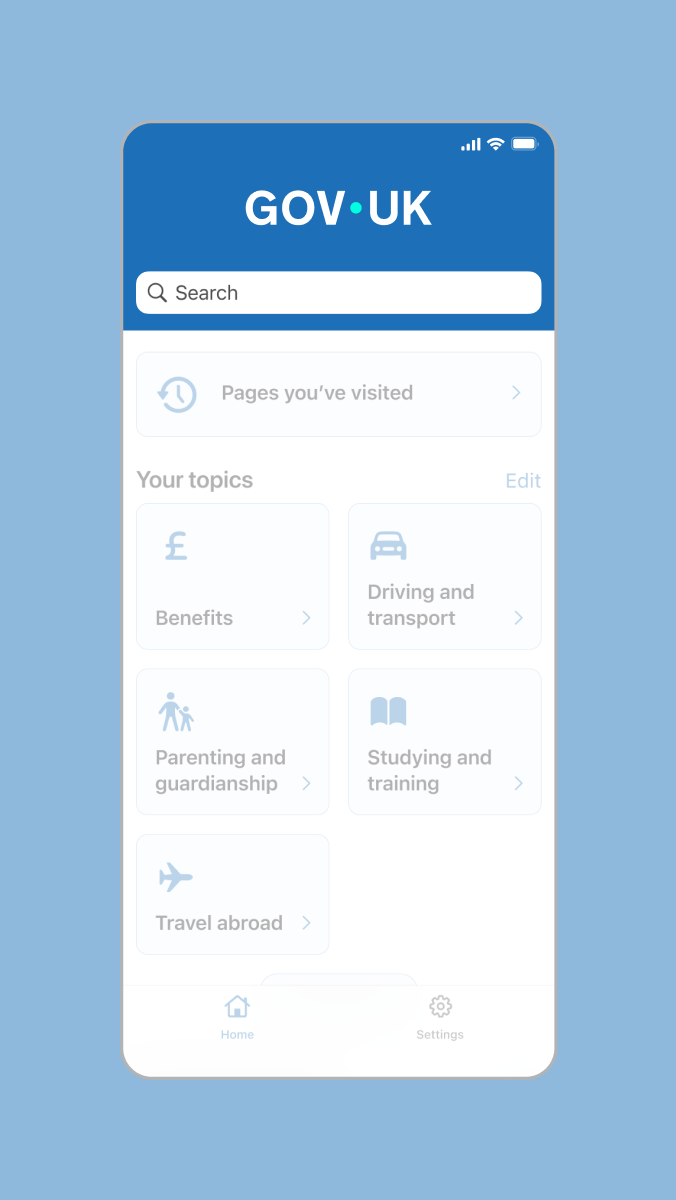 GOV•UK
Search
Pages you’ve visited
Your topics
Edit
Benefits
Driving and
transport
Parenting and
guardianship
Studying and
training
Travel abroad
Home
Settings